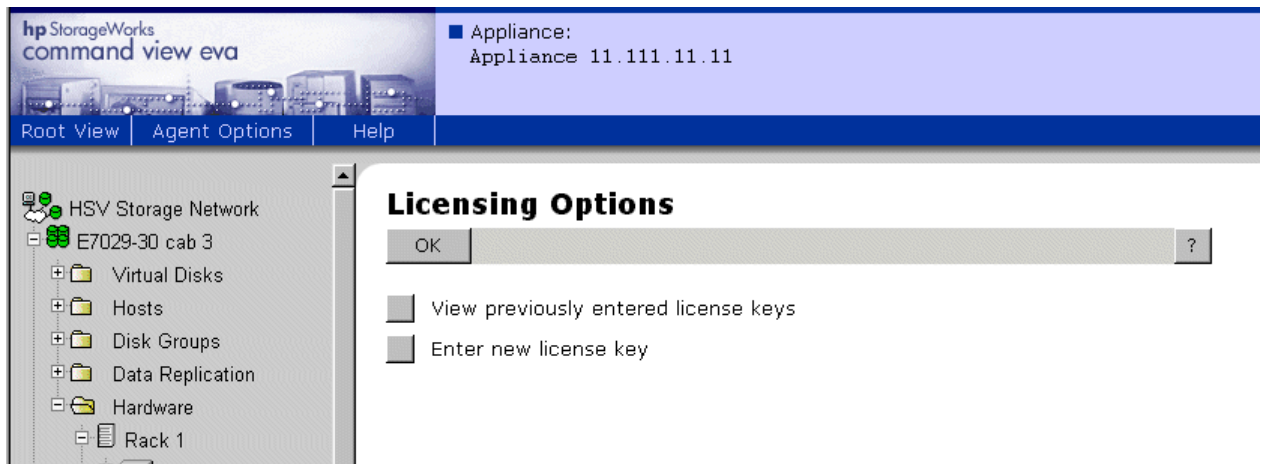 hp StorageWorks
command view eva
Appliance:
Appliance 11.111.11.11
Root View Agent Options Help
HSV Storage Network
E7029-30 cab 3
Virtual Disks
Hosts
Disk Groups
Data Replication
Hardware
Rack 1
Licensing Options
OK ?
View previously entered license keys
Enter new license key